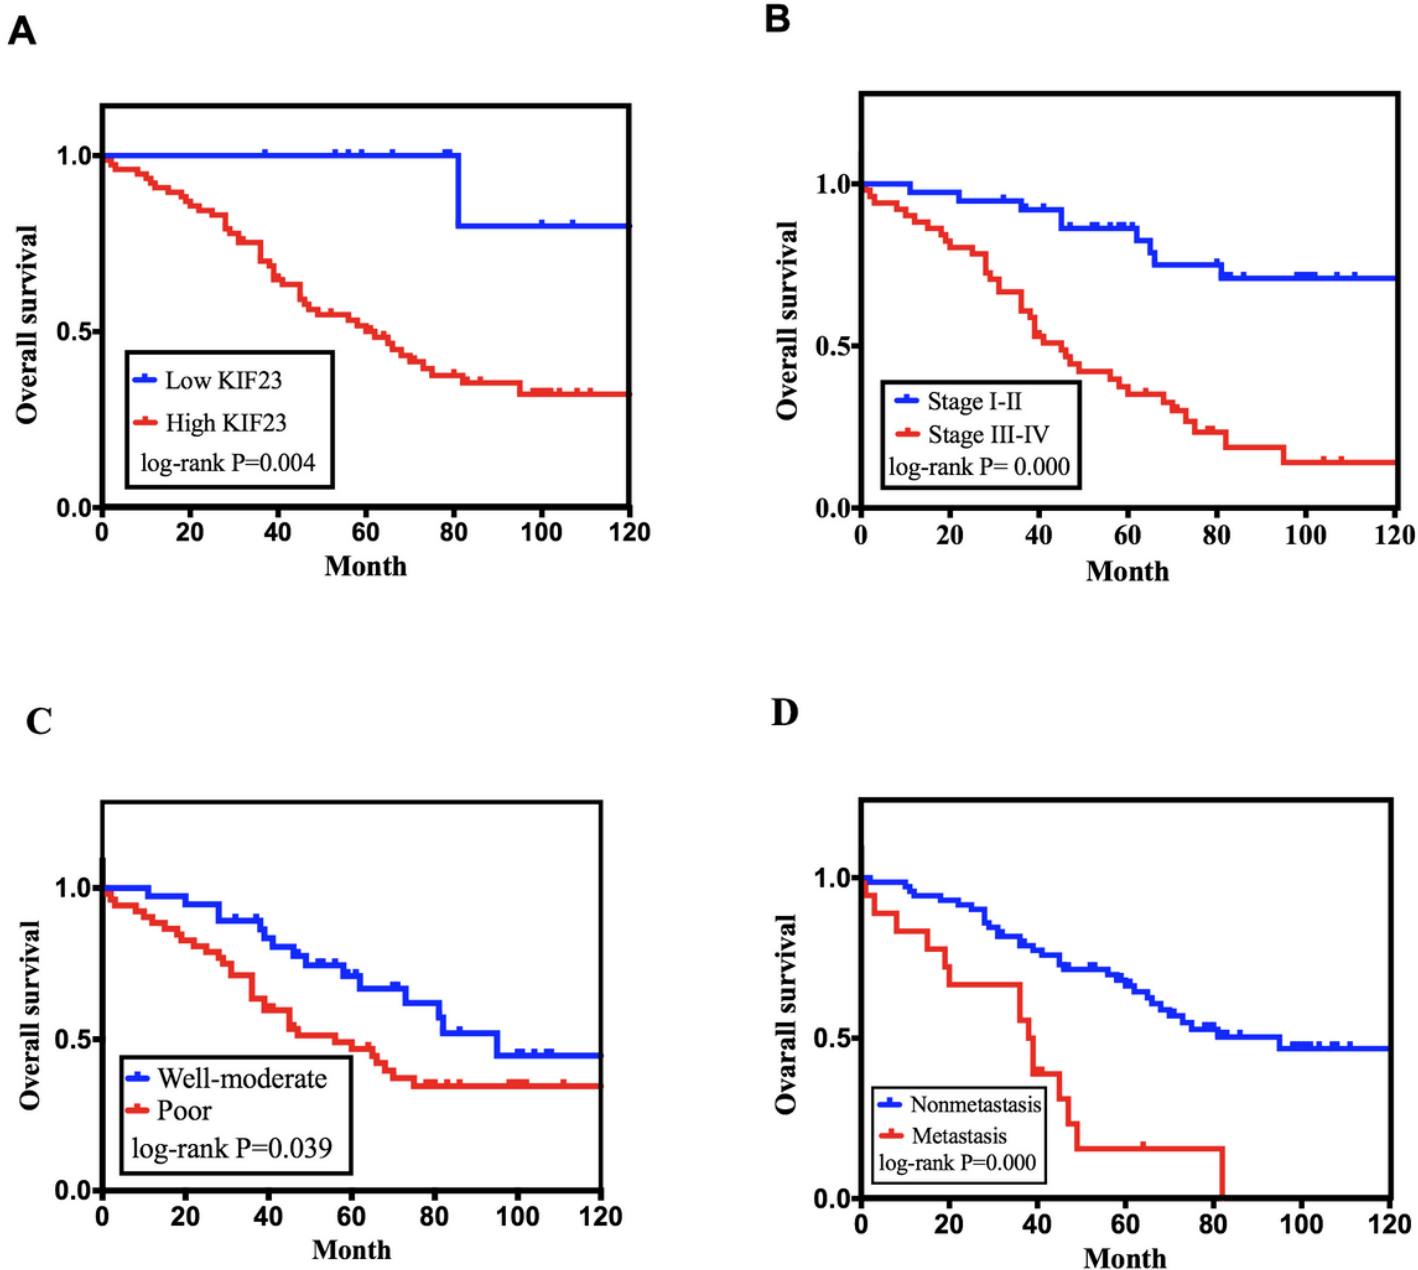 A
1.0
0.5
0.0
Overall survival
Low KIF23
High KIF23
log-rank P=0.004
0 20 40 60 80 100 120
Month
B
1.0
0.5
0.0
Overall survival
Stage I-II
Stage III-IV
log-rank P= 0.000
0 20 40 60 80 100 120
Month
C
1.0
0.5
0.0
Overall survival
Well-moderate
Poor
log-rank P=0.039
0 20 40 60 80 100 120
Month
D
1.0
0.5
0.0
Ovarall survival
Nonmetastasis
Metastasis
log-rank P=0.000
0 20 40 60 80 100 120
Month